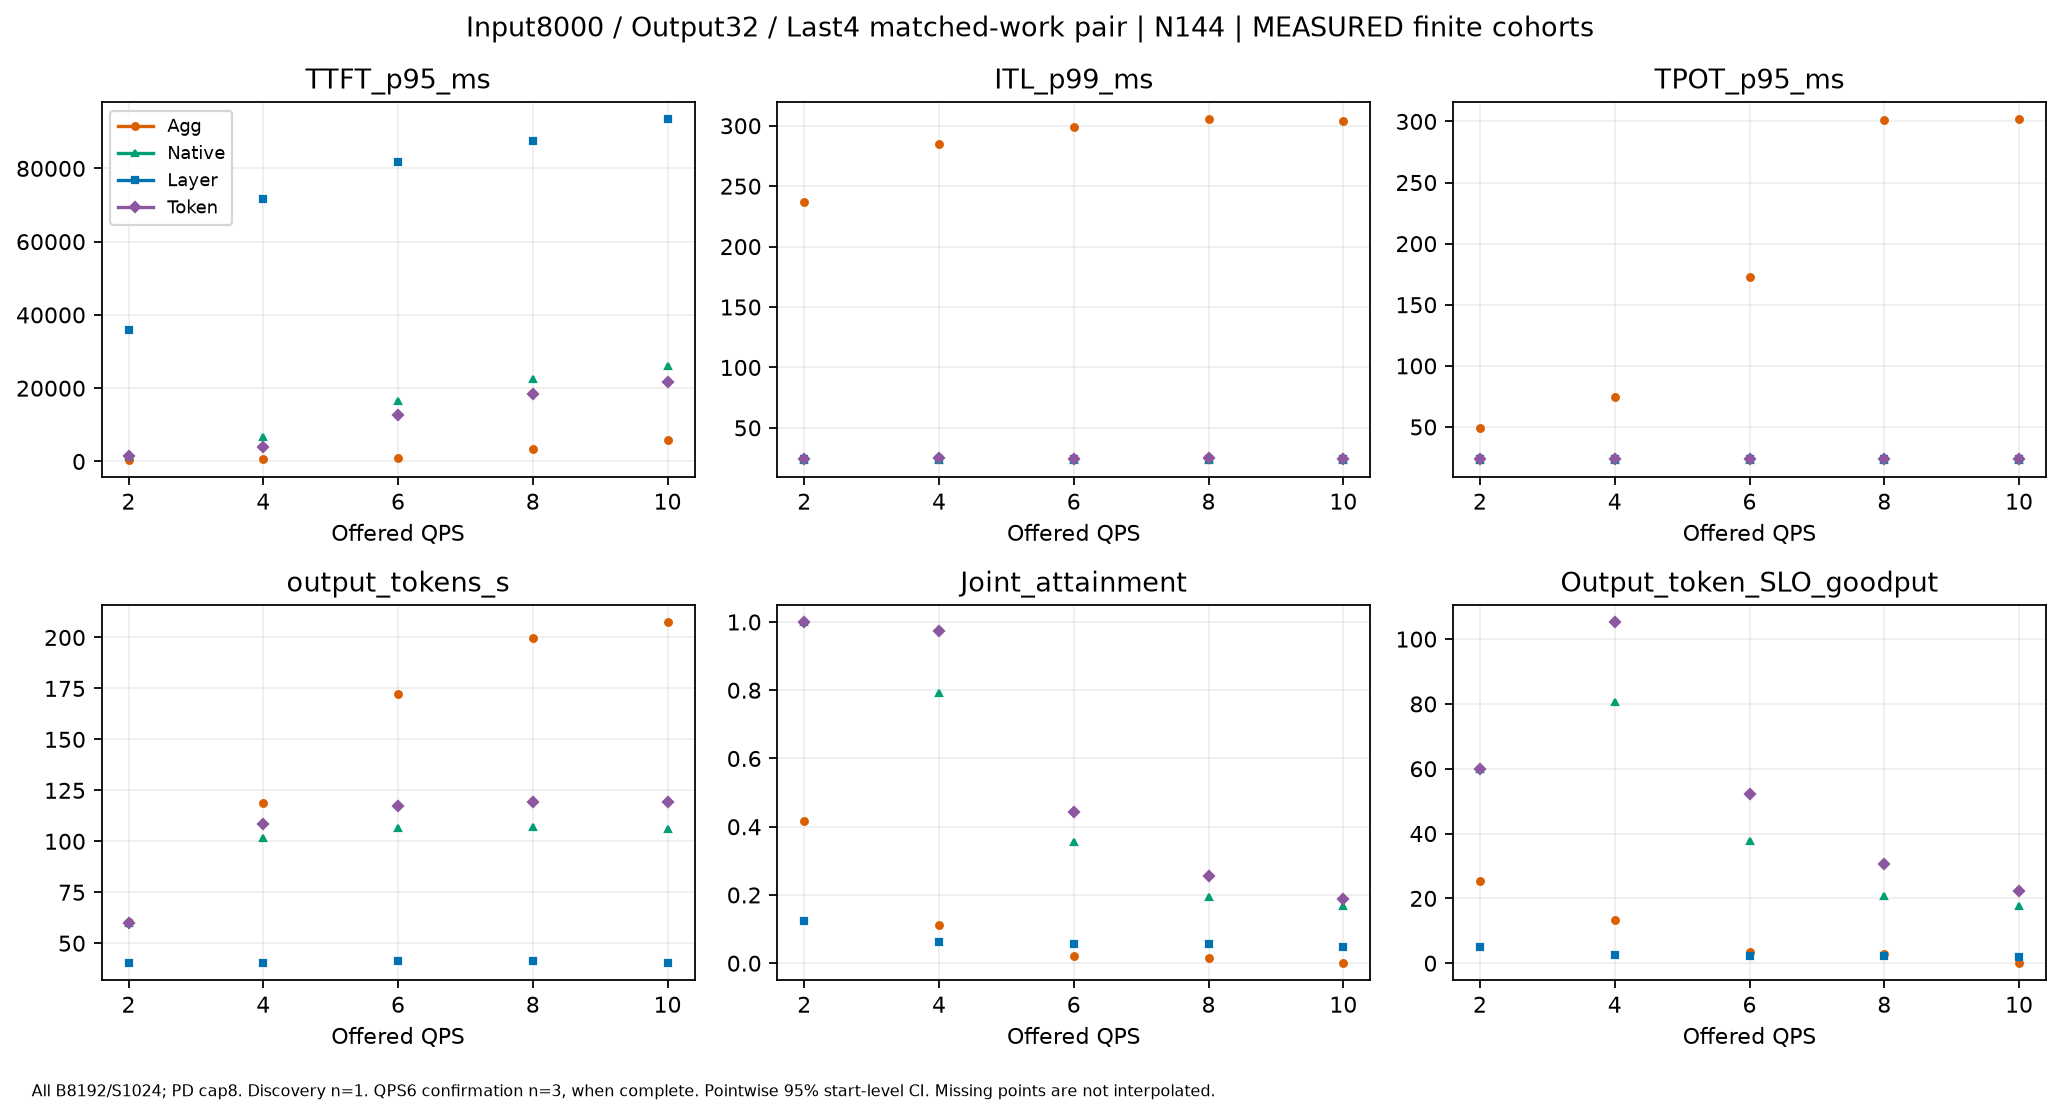 Input8000 / Output32 / Last4 matched-work pair | N144 | MEASURED finite cohorts
TTFT_p95_ms
Agg
Native
Layer
Token
80000
60000
40000
20000
0
2 4 6 8 10
Offered QPS
ITL_p99_ms
300
250
200
150
100
50
2 4 6 8 10
Offered QPS
TPOT_p95_ms
300
250
200
150
100
50
2 4 6 8 10
Offered QPS
output_tokens_s
200
175
150
125
100
75
50
2 4 6 8 10
Offered QPS
Joint_attainment
1.0
0.8
0.6
0.4
0.2
0.0
2 4 6 8 10
Offered QPS
Output_token_SLO_goodput
100
80
60
40
20
0
2 4 6 8 10
Offered QPS
All B8192/S1024; PD cap8. Discovery n=1. QPS6 confirmation n=3, when complete. Pointwise 95% start-level CI. Missing points are not interpolated.